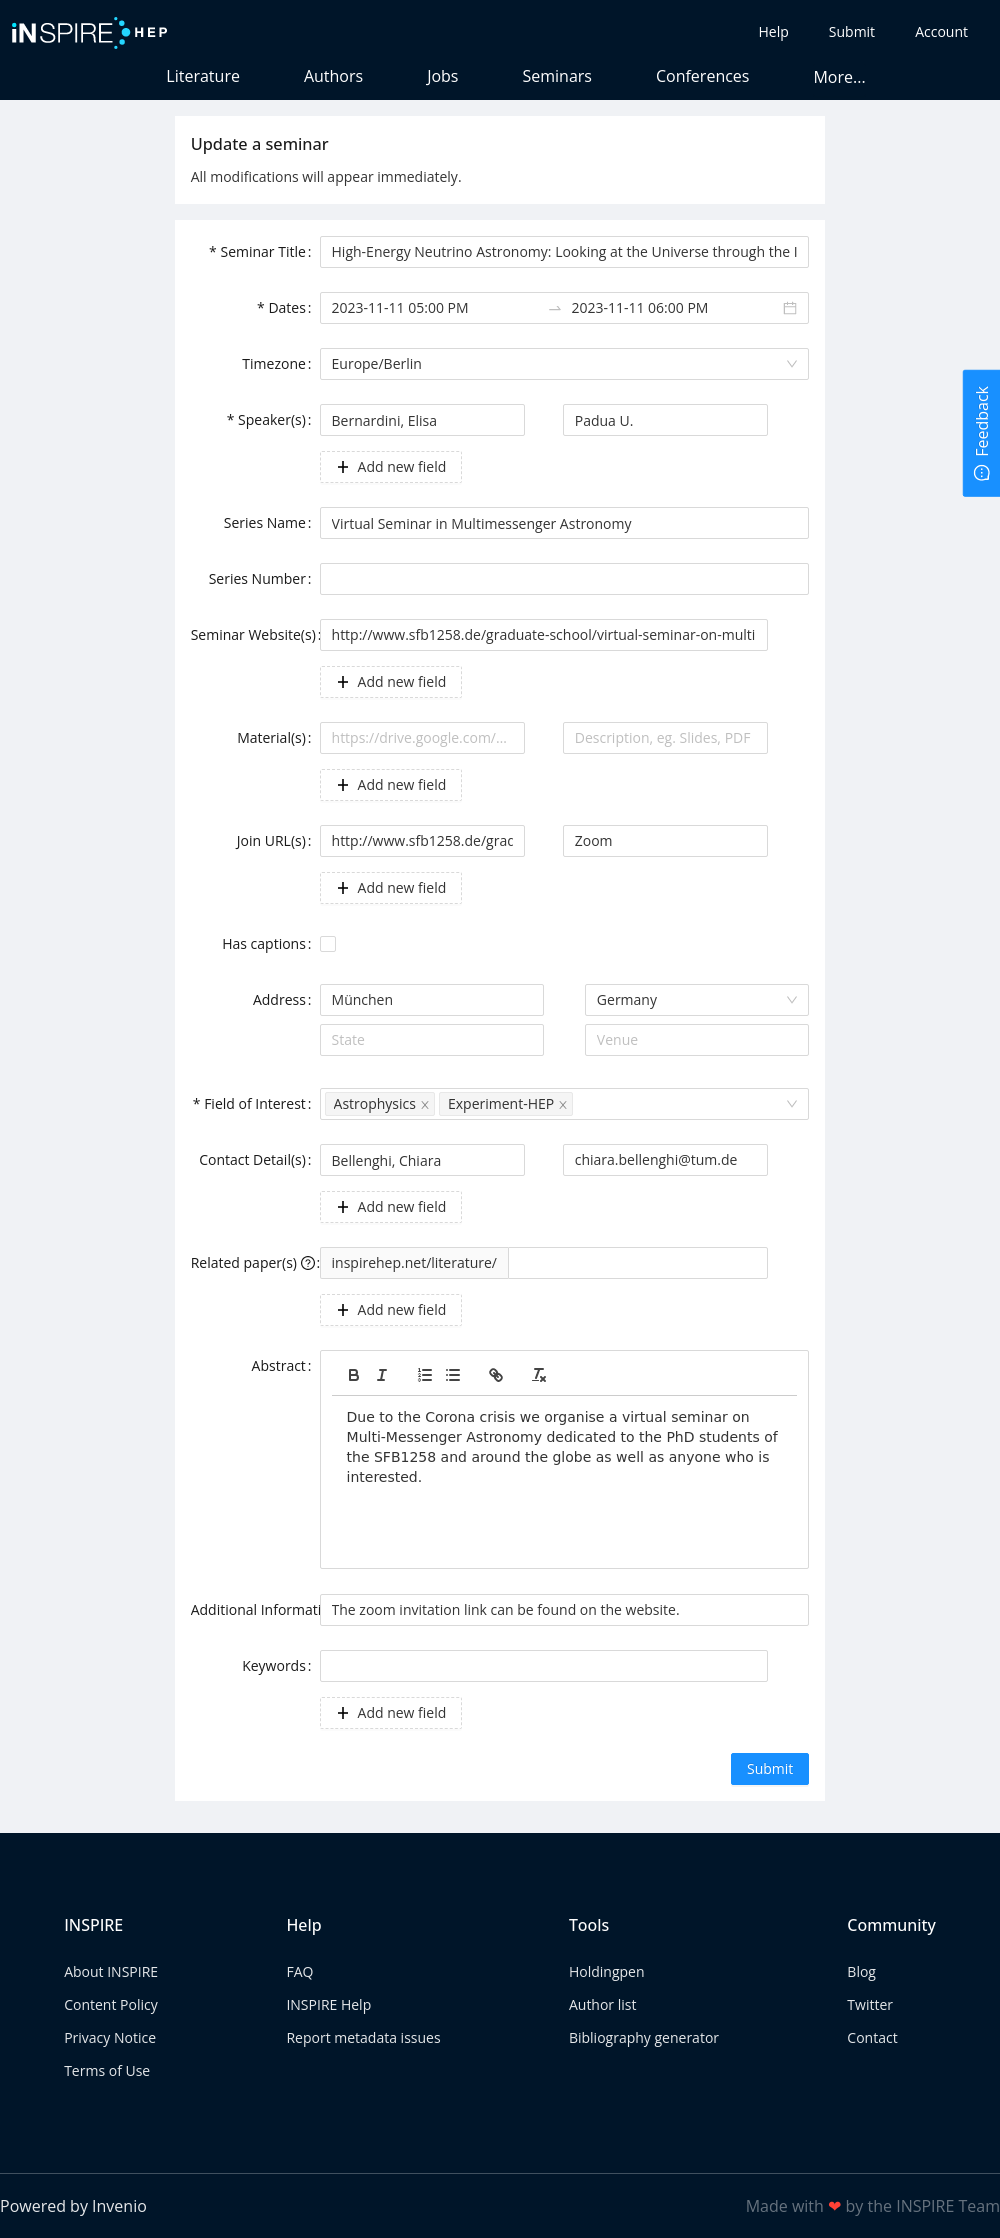 iNSPIRE HEP
Help Submit Account
Literature Authors Jobs Seminars Conferences More...
Update a seminar
All modifications will appear immediately.
* Seminar Title: High-Energy Neutrino Astronomy: Looking at the Universe through the I
* Dates: 2023-11-11 05:00 PM 2023-11-11 06:00 PM
Timezone: Europe/Berlin
* Speaker(s): Bernardini, Elisa Padua U.
Add new field
Series Name: Virtual Seminar in Multimessenger Astronomy
Series Number:
Seminar Website(s): http://www.sfb1258.de/graduate-school/virtual-seminar-on-multi
Add new field
Material(s): https://drive.google.com/... Description, eg. Slides, PDF
Add new field
Join URL(s): http://www.sfb1258.de/grac Zoom
Add new field
Has captions:
Address: München Germany
State Venue
* Field of Interest: Astrophysics Experiment-HEP
Contact Detail(s): Bellenghi, Chiara chiara.bellenghi@tum.de
Add new field
Related paper(s) : inspirehep.net/literature/
Add new field
Abstract:
Due to the Corona crisis we organise a virtual seminar on
Multi-Messenger Astronomy dedicated to the PhD students of
the SFB1258 and around the globe as well as anyone who is
interested.
Additional Informati The zoom invitation link can be found on the website.
Keywords:
Add new field
Submit
Feedback
INSPIRE Help Tools Community
About INSPIRE FAQ Holdingpen Blog
Content Policy INSPIRE Help Author list Twitter
Privacy Notice Report metadata issues Bibliography generator Contact
Terms of Use
Powered by Invenio Made with ❤ by the INSPIRE Team